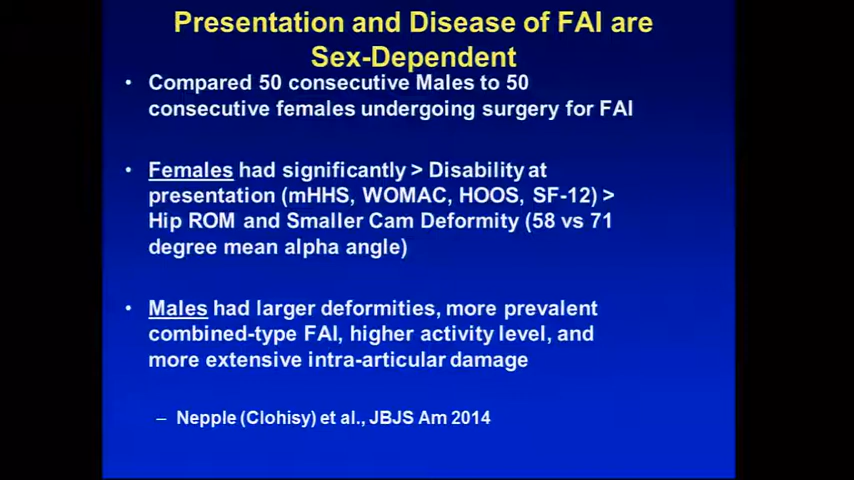 Presentation and Disease of FAI are
Sex-Dependent
• Compared 50 consecutive Males to 50
consecutive females undergoing surgery for FAI
• Females had significantly > Disability at
presentation (mHHS, WOMAC, HOOS, SF-12) >
Hip ROM and Smaller Cam Deformity (58 vs 71
degree mean alpha angle)
• Males had larger deformities, more prevalent
combined-type FAI, higher activity level, and
more extensive intra-articular damage
– Nepple (Clohisy) et al., JBJS Am 2014